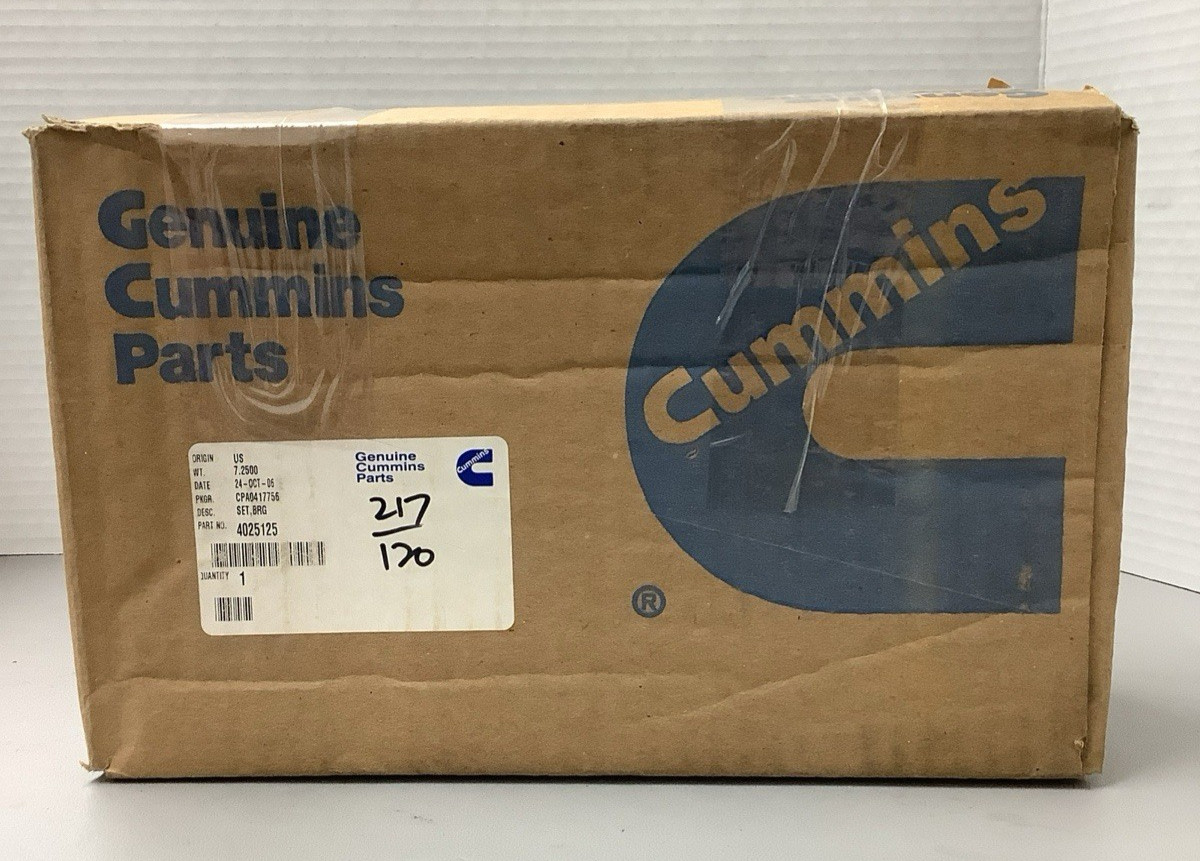 Genuine
Cummins
Parts
Cummins
®
ORIGIN US
WT. 7.2500
DATE 24-OCT-06
PKGR. CPA0417756
DESC. SET,BRG
PART NO. 4025125
QUANTITY 1
Genuine
Cummins
Parts
Cummins
217
120